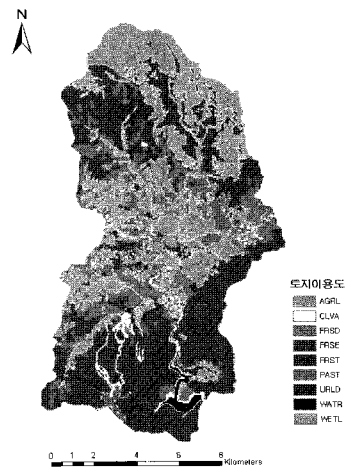 N
토지이용도
AGRL
CLVA
FRSD
FRSE
FRST
PAST
URLD
WATR
WETL
0 1 2 4 5 6 Kilometers